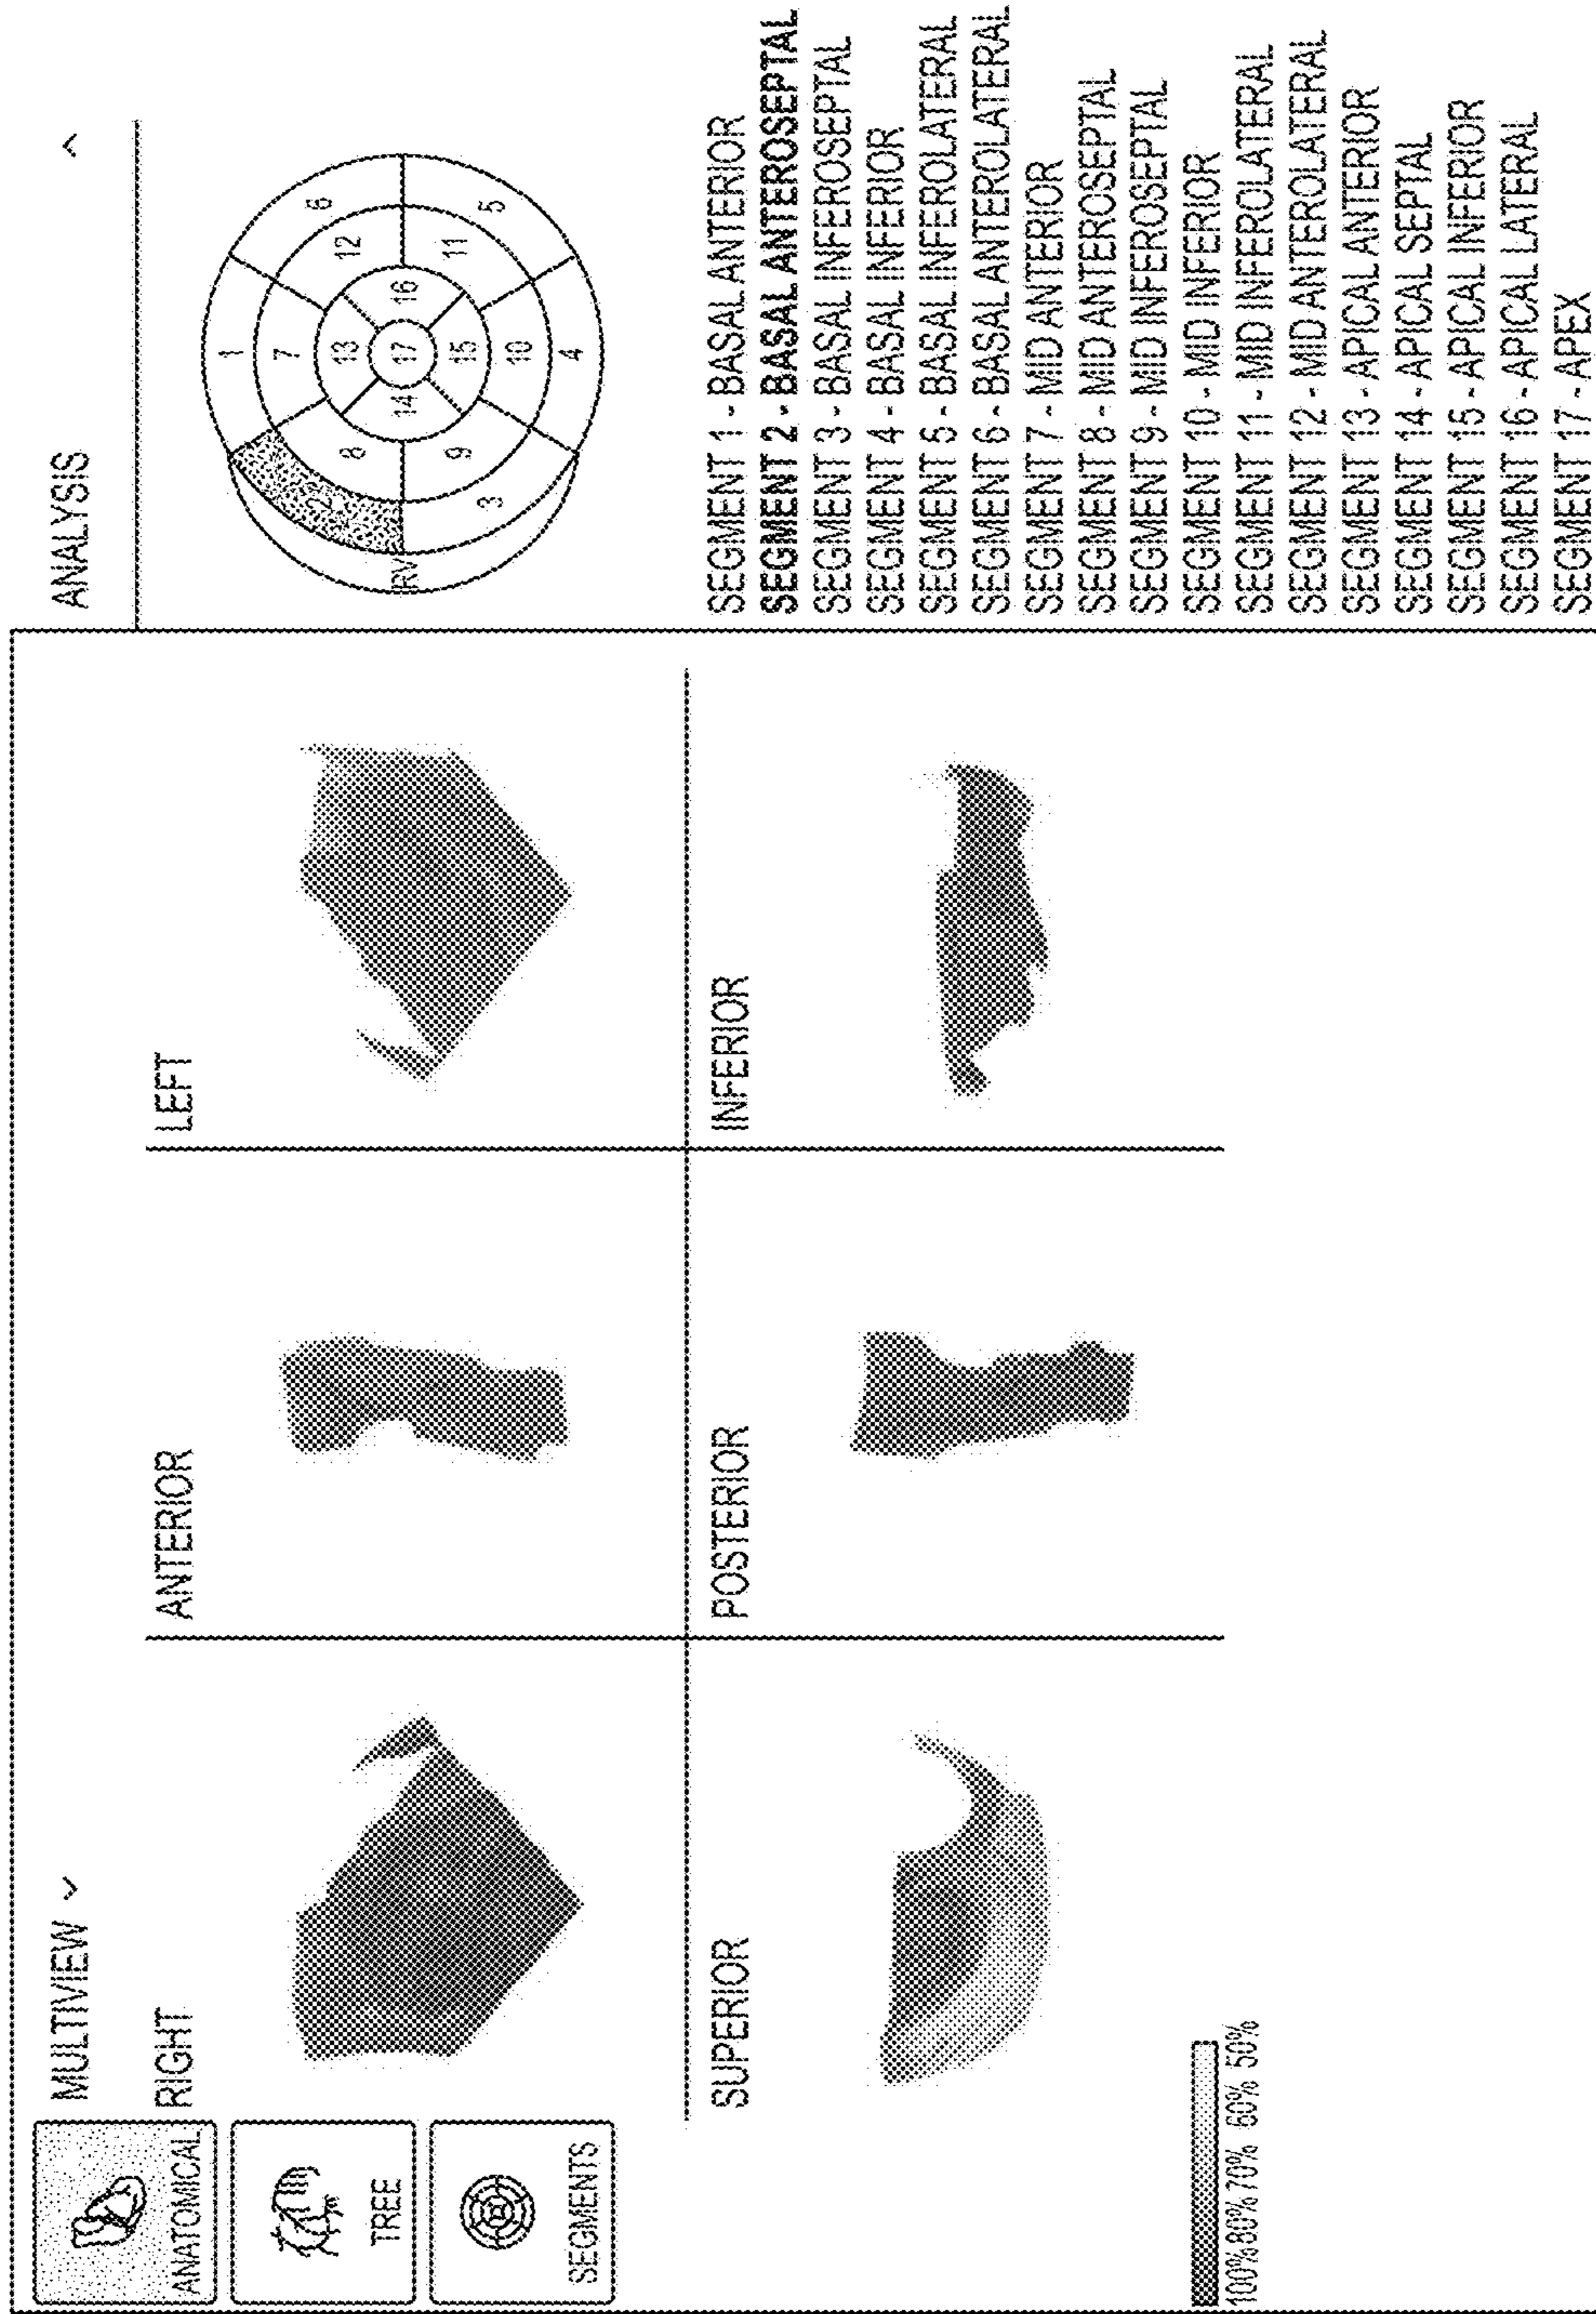 MULTIVIEW
ANATOMICAL
TREE
SEGMENTS
RIGHT
ANTERIOR
LEFT
SUPERIOR
POSTERIOR
INFERIOR
100% 80% 70% 60% 50%
ANALYSIS
1
6
7
12
2
8
13
16
RV
14
17
15
11
5
3
9
10
4
SEGMENT 1 - BASAL ANTERIOR
SEGMENT 2 - BASAL ANTEROSEPTAL
SEGMENT 3 - BASAL INFEROSEPTAL
SEGMENT 4 - BASAL INFERIOR
SEGMENT 5 - BASAL INFEROLATERAL
SEGMENT 6 - BASAL ANTEROLATERAL
SEGMENT 7 - MID ANTERIOR
SEGMENT 8 - MID ANTEROSEPTAL
SEGMENT 9 - MID INFEROSEPTAL
SEGMENT 10 - MID INFERIOR
SEGMENT 11 - MID INFEROLATERAL
SEGMENT 12 - MID ANTEROLATERAL
SEGMENT 13 - APICAL ANTERIOR
SEGMENT 14 - APICAL SEPTAL
SEGMENT 15 - APICAL INFERIOR
SEGMENT 16 - APICAL LATERAL
SEGMENT 17 - APEX